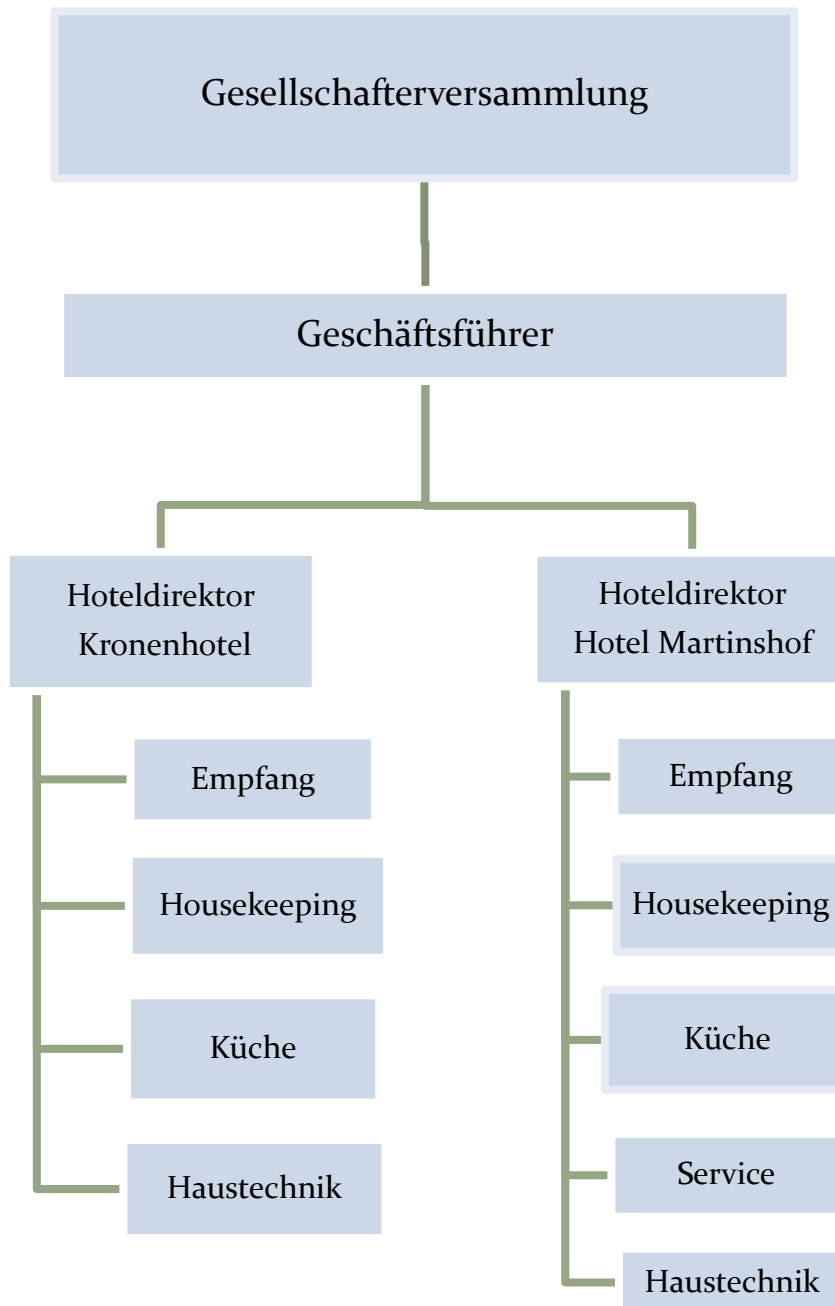 Gesellschafterversammlung
Geschäftsführer
Hoteldirektor
Kronenhotel
Empfang
Housekeeping
Küche
Haustechnik
Hoteldirektor
Hotel Martinshof
Empfang
Housekeeping
Küche
Service
Haustechnik